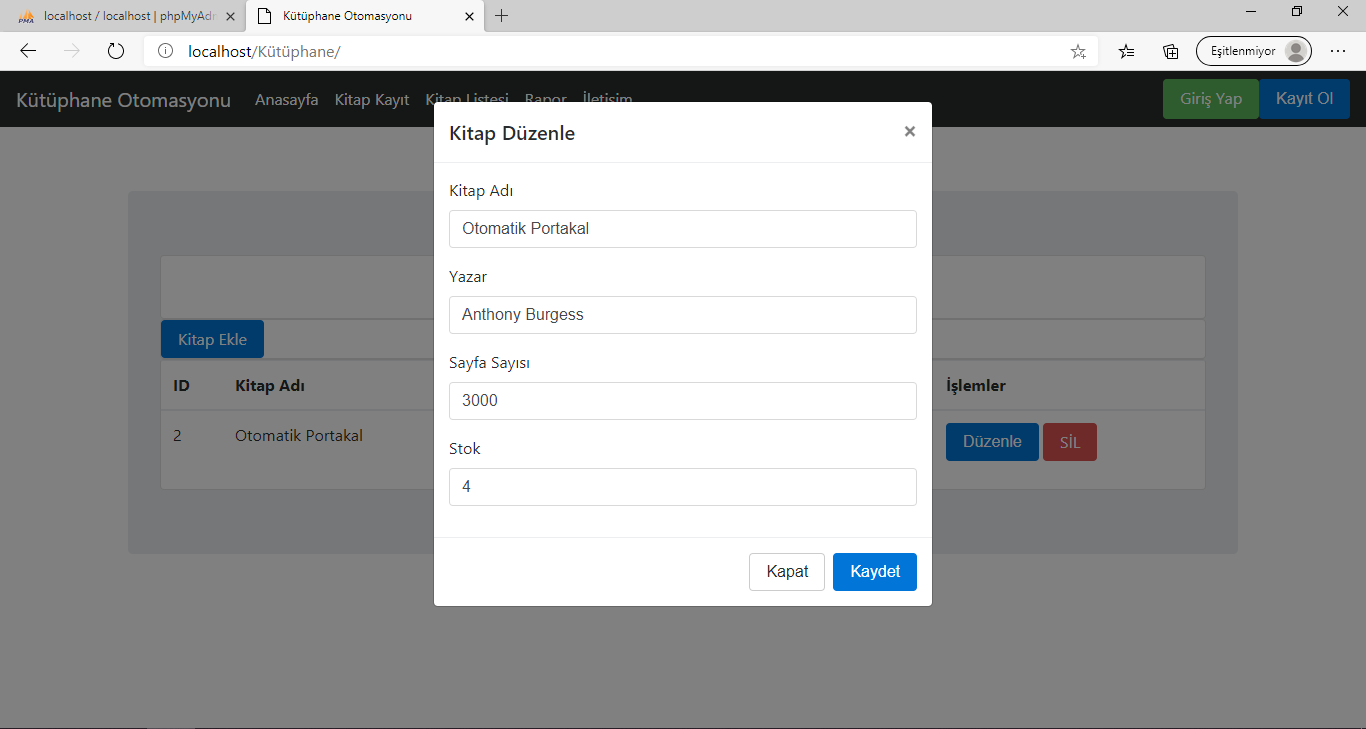 localhost / localhost | phpMyAdm
Kütüphane Otomasyonu
localhost/Kütüphane/
Eşitlenmiyor
Kütüphane Otomasyonu Anasayfa Kitap Kayıt Kitap Listesi Rapor İletişim Giriş Yap Kayıt Ol
Kitap Düzenle ×
Kitap Adı
Otomatik Portakal
Yazar
Anthony Burgess
Sayfa Sayısı
3000
Stok
4
Kapat Kaydet
Kitap Ekle
ID Kitap Adı İşlemler
2 Otomatik Portakal Düzenle SİL